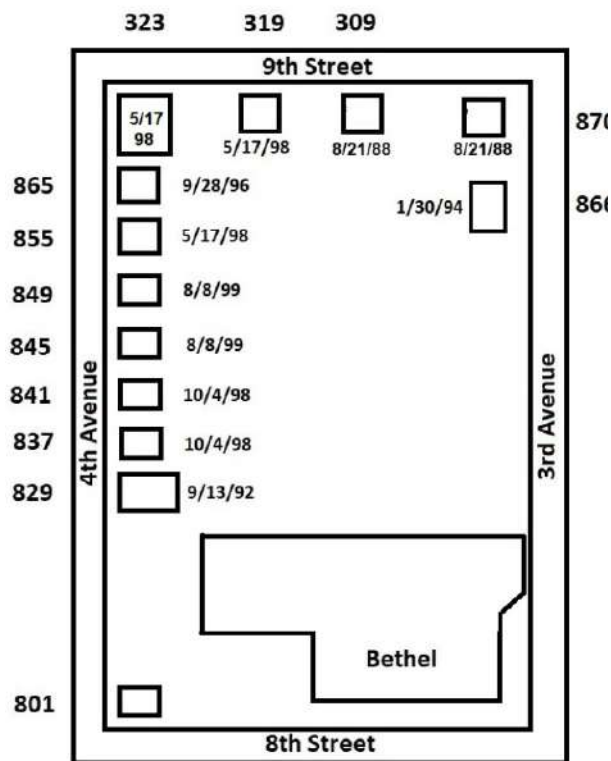 323 319 309
9th Street
5/17
98
5/17/98 8/21/88 8/21/88
870
865 9/28/96
1/30/94 866
855 5/17/98
849 8/8/99
845 8/8/99
841 10/4/98
837 10/4/98
4th Avenue
3rd Avenue
829 9/13/92
Bethel
801
8th Street